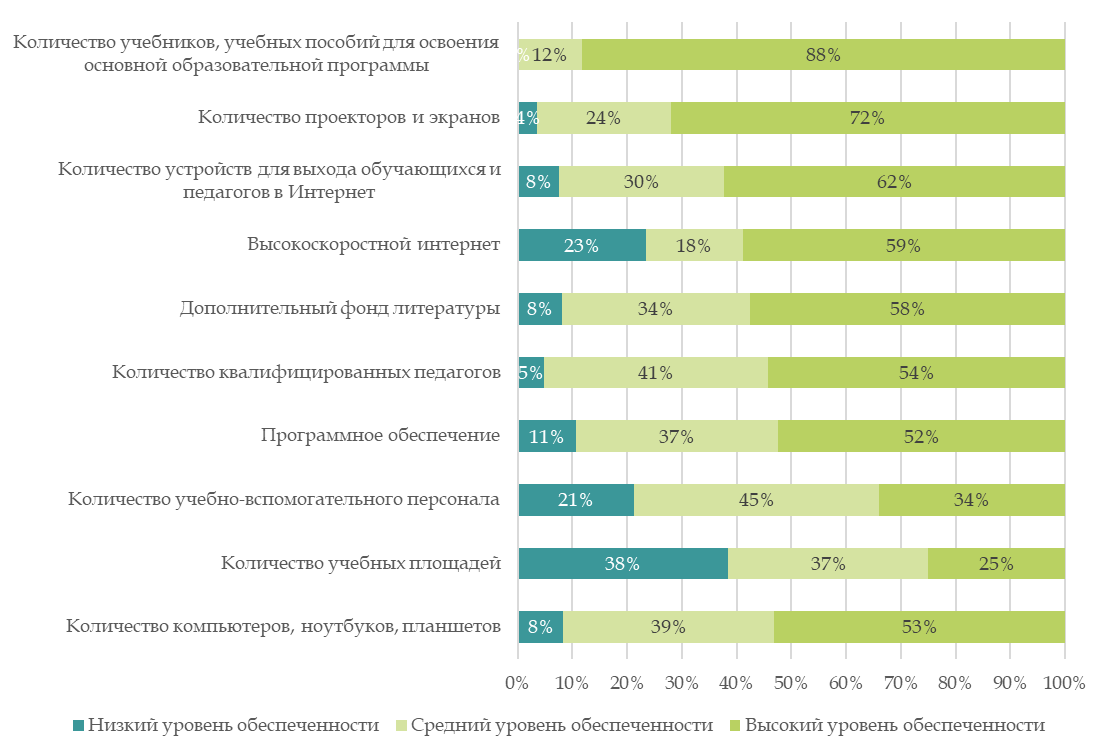 Количество учебников, учебных пособий для освоения
основной образовательной программы
% 12% 88%
Количество проекторов и экранов
4% 24% 72%
Количество устройств для выхода обучающихся и
педагогов в Интернет
8% 30% 62%
Высокоскоростной интернет
23% 18% 59%
Дополнительный фонд литературы
8% 34% 58%
Количество квалифицированных педагогов
5% 41% 54%
Программное обеспечение
11% 37% 52%
Количество учебно-вспомогательного персонала
21% 45% 34%
Количество учебных площадей
38% 37% 25%
Количество компьютеров, ноутбуков, планшетов
8% 39% 53%
0% 10% 20% 30% 40% 50% 60% 70% 80% 90% 100%
Низкий уровень обеспеченности Средний уровень обеспеченности Высокий уровень обеспеченности